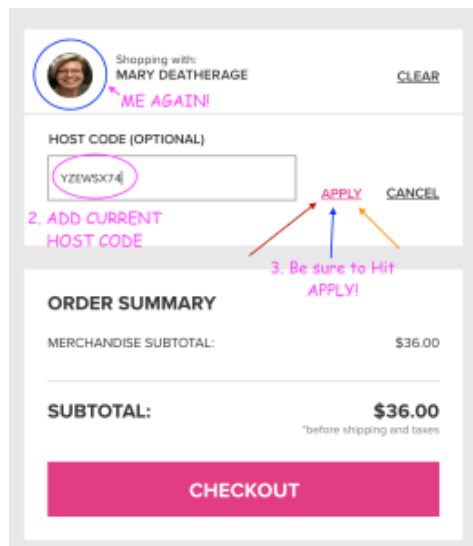 Shopping with:
MARY DEATHERAGE
CLEAR
ME AGAIN!
HOST CODE (OPTIONAL)
YZEWSX74
APPLY CANCEL
2. ADD CURRENT
HOST CODE
3. Be sure to Hit
APPLY!
ORDER SUMMARY
MERCHANDISE SUBTOTAL: $36.00
SUBTOTAL: $36.00
*before shipping and taxes
CHECKOUT